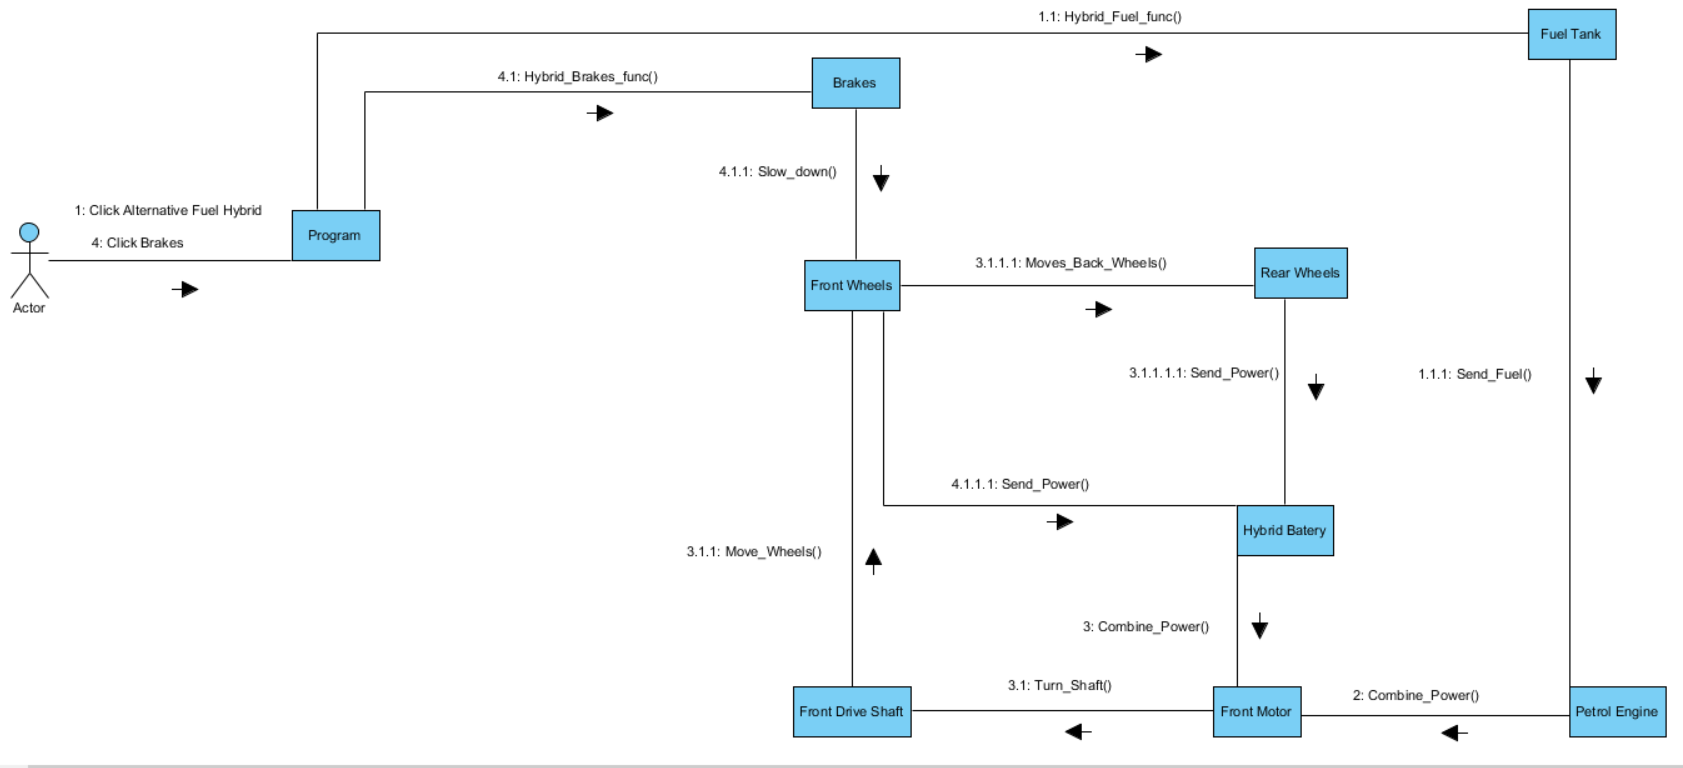 1.1: Hybrid_Fuel_func()
Fuel Tank
4.1: Hybrid_Brakes_func()
Brakes
4.1.1: Slow_down()
1: Click Alternative Fuel Hybrid
4: Click Brakes
Program
Actor
3.1.1.1: Moves_Back_Wheels()
Rear Wheels
Front Wheels
3.1.1.1.1: Send_Power()
1.1.1: Send_Fuel()
4.1.1.1: Send_Power()
Hybrid Batery
3.1.1: Move_Wheels()
3: Combine_Power()
3.1: Turn_Shaft()
2: Combine_Power()
Front Drive Shaft
Front Motor
Petrol Engine